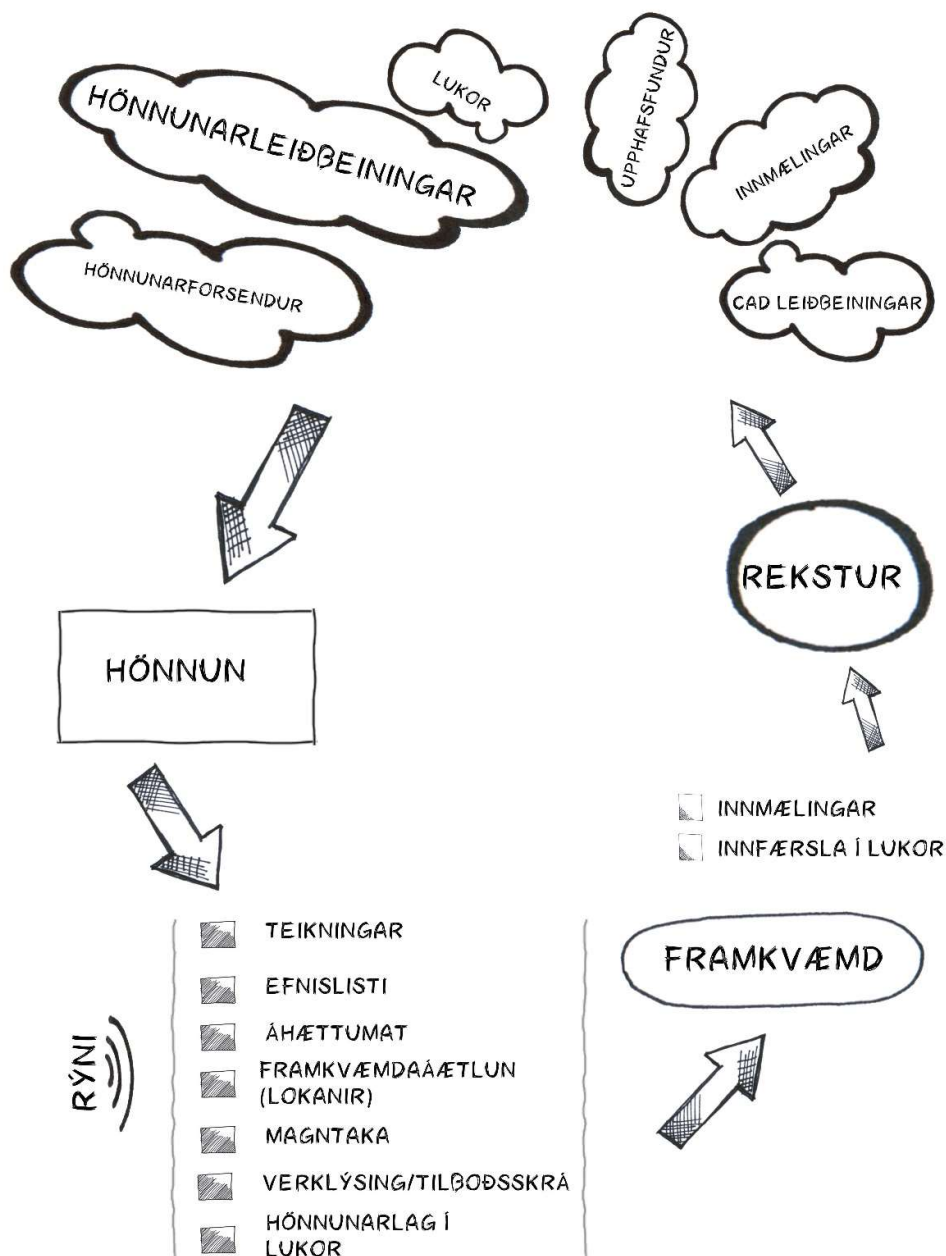 LUKOR
UPPHAFSFUNDUR
HÖNNUNARLEIÐBEININGAR
INNMÆLINGAR
HÖNNUNARFORSENDUR
CAD LEIÐBEININGAR
REKSTUR
HÖNNUN
INNMÆLINGAR
INNFÆRSLA Í LUKOR
FRAMKVÆMD
RÝNI
TEIKNINGAR
EFNISLISTI
ÁHÆTTUMAT
FRAMKVÆMDAÁÆTLUN
(LOKANIR)
MAGNTAKA
VERKLÝSING/TILBOÐSSKRÁ
HÖNNUNARLAG Í
LUKOR